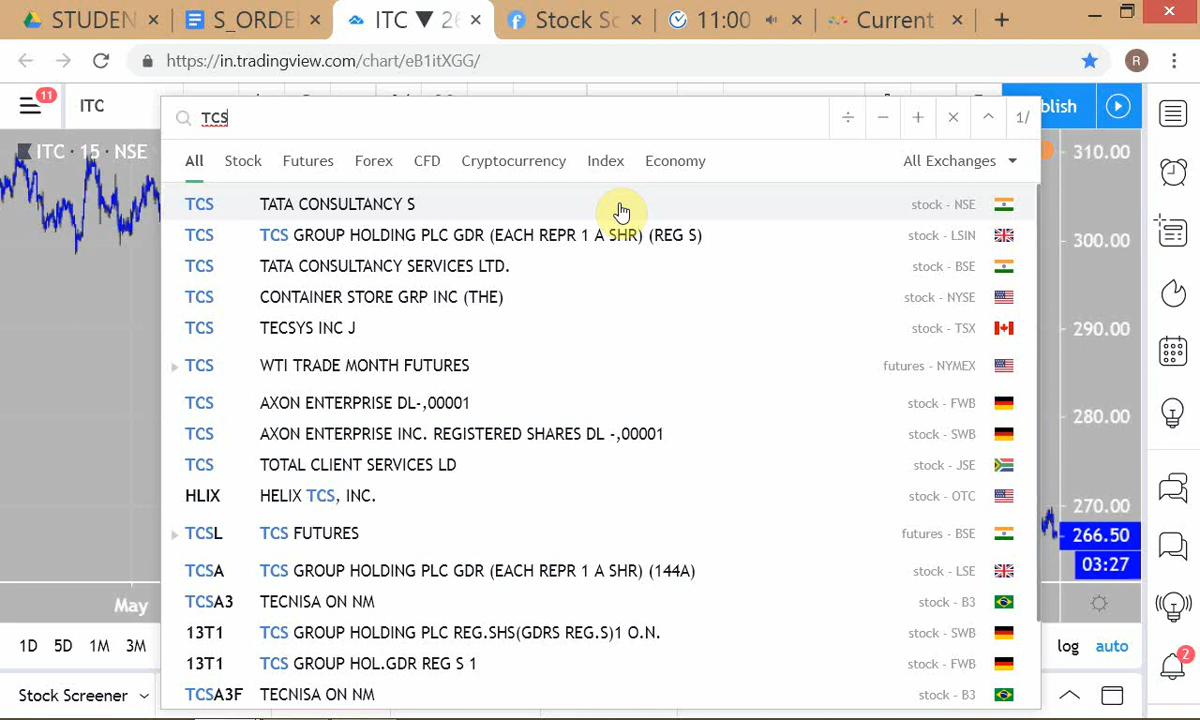 STUDEN
S_ORDE
ITC ▼ 26
Stock Sc
11:00
Current
https://in.tradingview.com/chart/eB1itXGG/
R
11
ITC
TCS
÷ − + × ^ 1/
blish
All Stock Futures Forex CFD Cryptocurrency Index Economy All Exchanges
ITC · 15 · NSE
TCS TATA CONSULTANCY S stock - NSE
TCS TCS GROUP HOLDING PLC GDR (EACH REPR 1 A SHR) (REG S) stock - LSIN
TCS TATA CONSULTANCY SERVICES LTD. stock - BSE
TCS CONTAINER STORE GRP INC (THE) stock - NYSE
TCS TECSYS INC J stock - TSX
TCS WTI TRADE MONTH FUTURES futures - NYMEX
TCS AXON ENTERPRISE DL-,00001 stock - FWB
TCS AXON ENTERPRISE INC. REGISTERED SHARES DL -,00001 stock - SWB
TCS TOTAL CLIENT SERVICES LD stock - JSE
HLIX HELIX TCS, INC. stock - OTC
TCSL TCS FUTURES futures - BSE
TCSA TCS GROUP HOLDING PLC GDR (EACH REPR 1 A SHR) (144A) stock - LSE
TCSA3 TECNISA ON NM stock - B3
13T1 TCS GROUP HOLDING PLC REG.SHS(GDRS REG.S)1 O.N. stock - SWB
13T1 TCS GROUP HOL.GDR REG S 1 stock - FWB
TCSA3F TECNISA ON NM stock - B3
310.00
300.00
290.00
280.00
270.00
266.50
03:27
May
1D 5D 1M 3M
log auto
Stock Screener
2